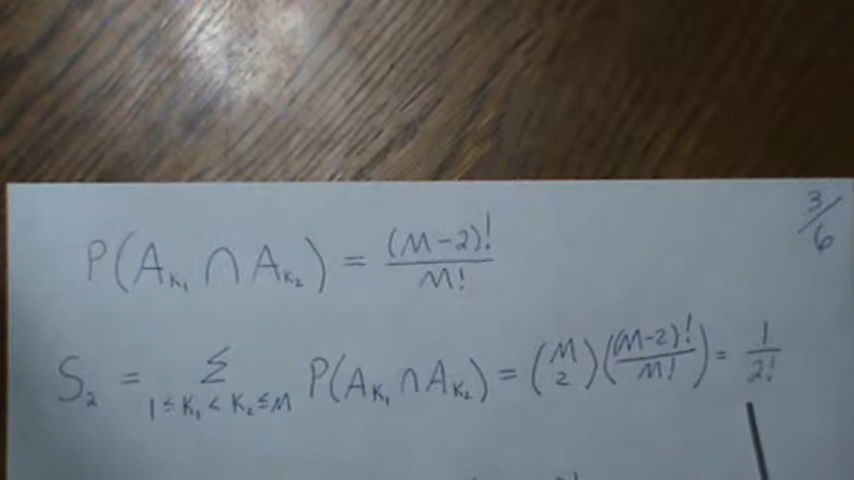 3/6
P(A_{K_1} ∩ A_{K_2}) = (M-2)!/M!
S_2 = Σ_{1≤K_1<K_2≤M} P(A_{K_1} ∩ A_{K_2}) = (M 2)((M-2)!/M!) = 1/2!